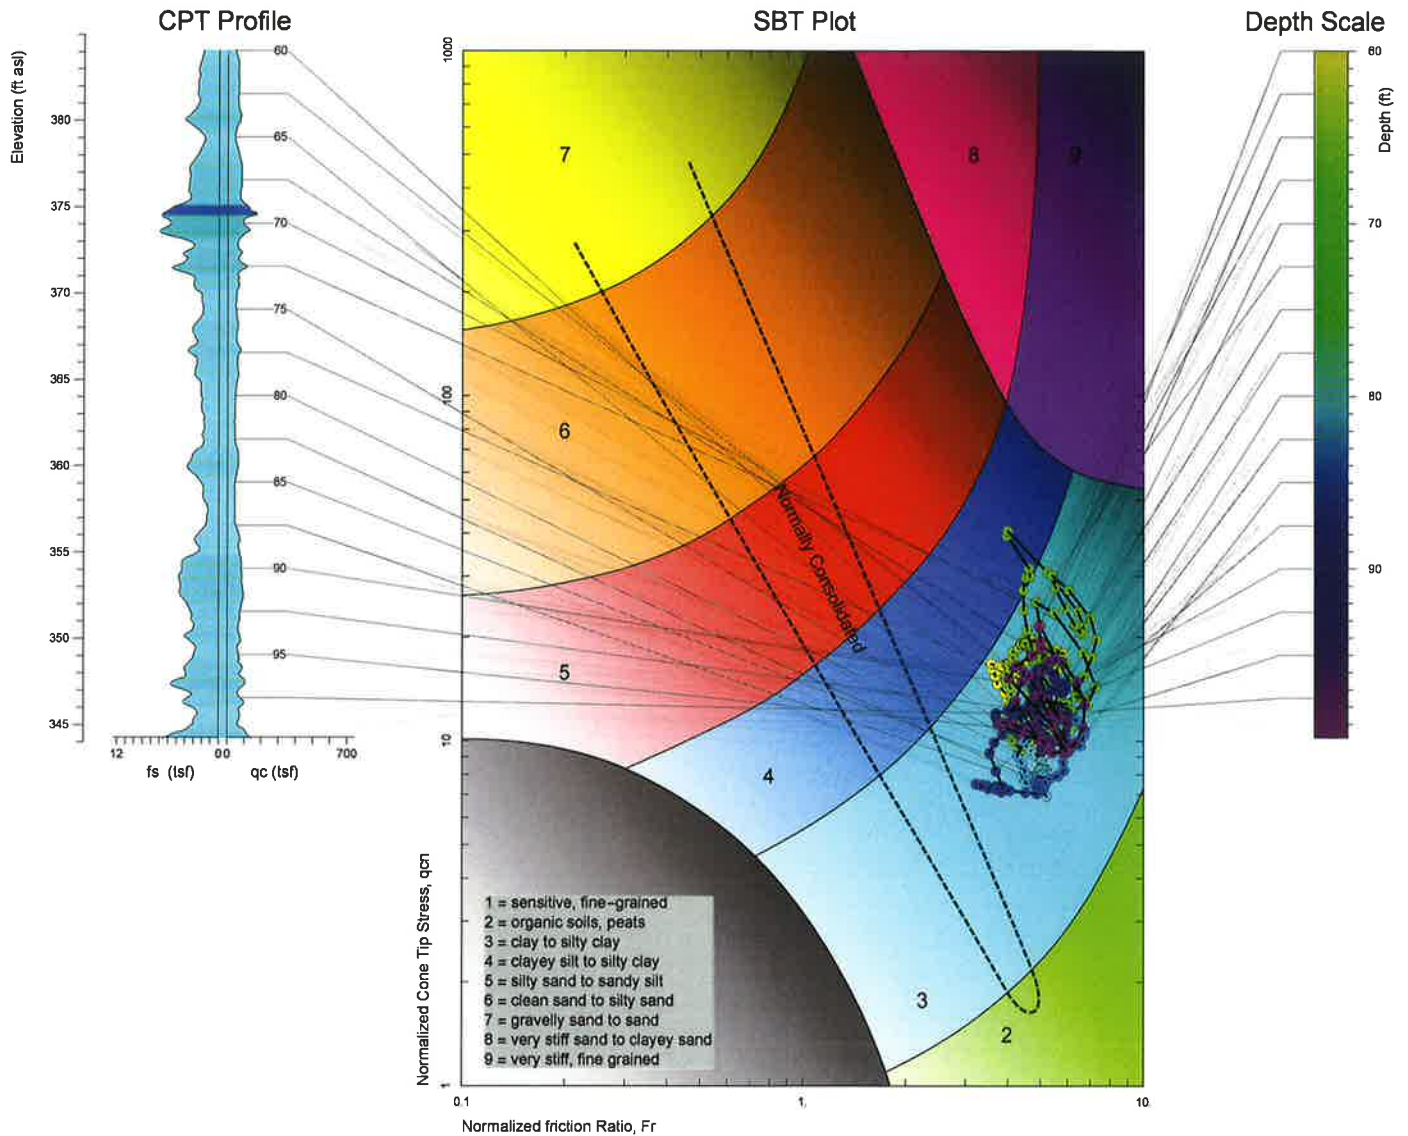 CPT Profile
SBT Plot
Depth Scale
Elevation (ft asl)
380
375
370
365
360
355
350
345
60
65
70
75
80
85
90
95
12
0 0
700
fs (tsf)
qc (tsf)
1000
100
10
1
Normalized Cone Tip Stress, qcn
7
8
9
6
5
4
3
2
Normally Consolidated
1 = sensitive, fine-grained
2 = organic soils, peats
3 = clay to silty clay
4 = clayey silt to silty clay
5 = silty sand to sandy silt
6 = clean sand to silty sand
7 = gravelly sand to sand
8 = very stiff sand to clayey sand
9 = very stiff, fine grained
0.1
1.
10.
Normalized friction Ratio, Fr
60
70
80
90
Depth (ft)